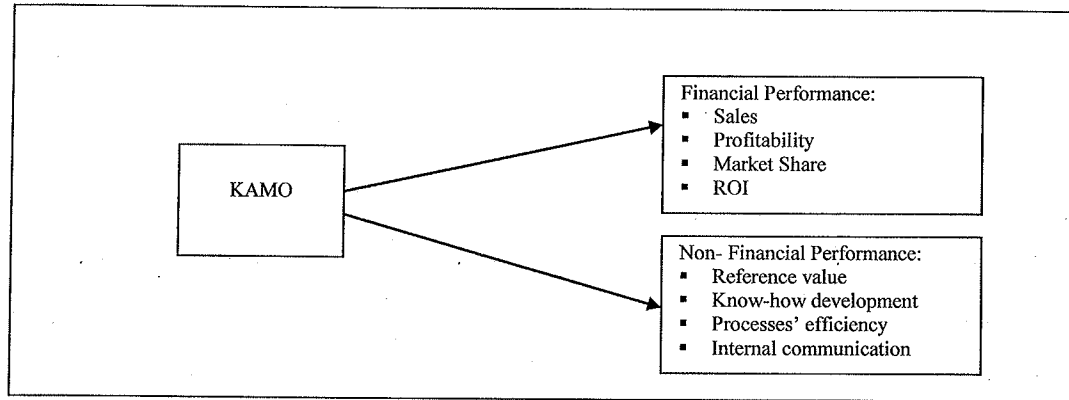 KAMO
Financial Performance:
▪ Sales
▪ Profitability
▪ Market Share
▪ ROI
Non- Financial Performance:
▪ Reference value
▪ Know-how development
▪ Processes' efficiency
▪ Internal communication